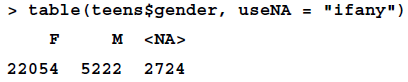 > table(teens$gender, useNA = "ifany")
F M <NA>
22054 5222 2724